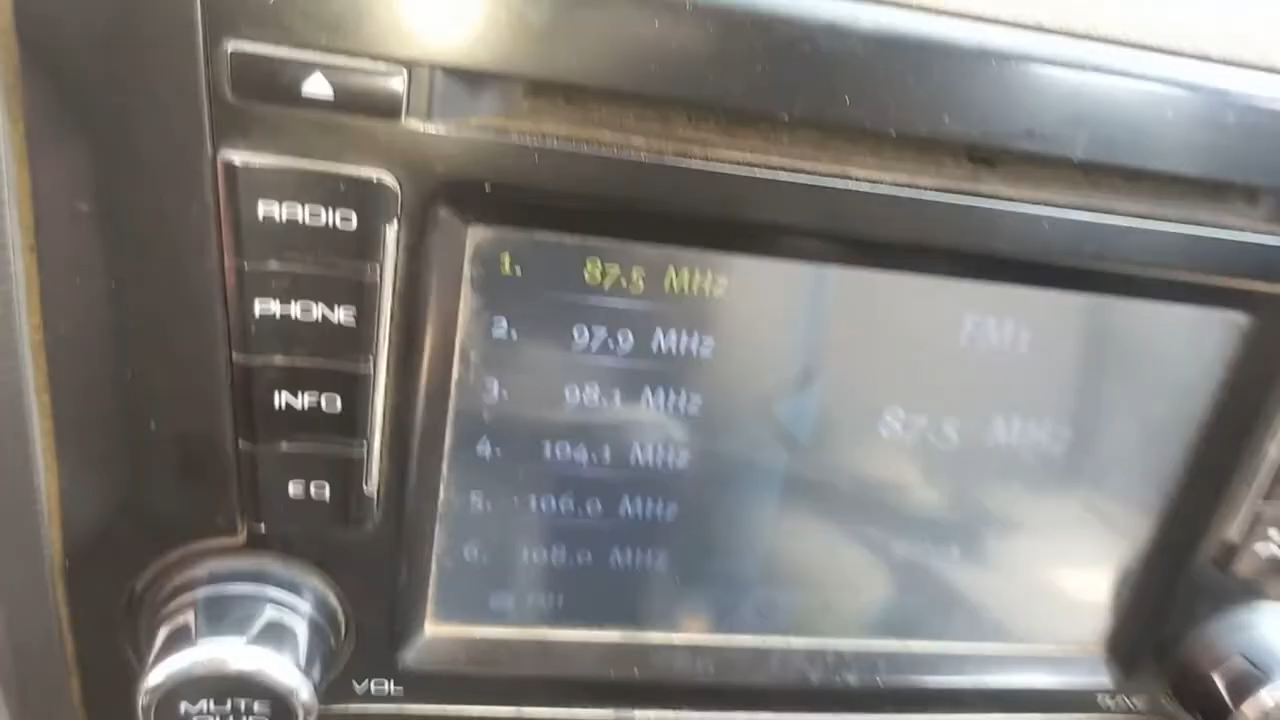 RADIO
PHONE
INFO
EQ
VOL
MUTE
1. 87.5 MHz
2. 97.9 MHz
3. 98.1 MHz
4. 104.1 MHz
5. 106.0 MHz
6. 108.0 MHz
FM1
87.5 MHz